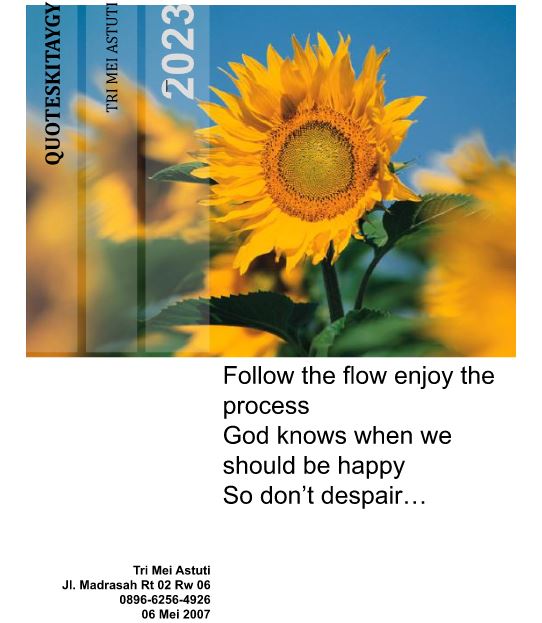 QUOTESKITAYGY
TRI MEI ASTUTI
2023
Follow the flow enjoy the
process
God knows when we
should be happy
So don’t despair…
Tri Mei Astuti
Jl. Madrasah Rt 02 Rw 06
0896-6256-4926
06 Mei 2007